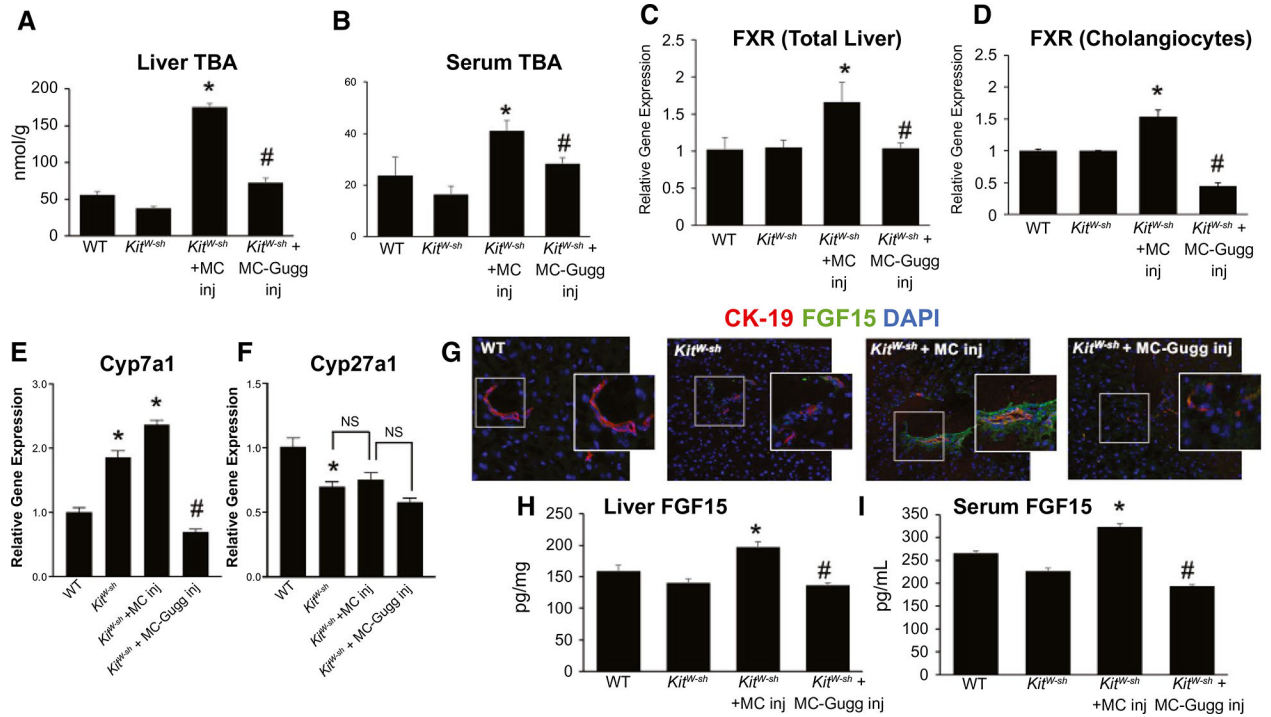 A
Liver TBA
nmol/g
200
150
100
50
0
*
#
WT
Kit^W-sh
Kit^W-sh
+MC
inj
Kit^W-sh +
MC-Gugg
inj
B
Serum TBA
60
40
20
0
*
#
WT
Kit^W-sh
Kit^W-sh
+MC
inj
Kit^W-sh +
MC-Gugg
inj
C
FXR (Total Liver)
Relative Gene Expression
2.5
2
1.5
1
0.5
0
*
#
WT
Kit^W-sh
Kit^W-sh
+MC
inj
Kit^W-sh +
MC-Gugg
inj
D
FXR (Cholangiocytes)
Relative Gene Expression
2.5
2
1.5
1
0.5
0
*
#
WT
Kit^W-sh
Kit^W-sh
+MC
inj
Kit^W-sh +
MC-Gugg
inj
E
Cyp7a1
Relative Gene Expression
3.0
2.0
1.0
0.0
*
*
#
WT
Kit^W-sh
Kit^W-sh +MC inj
Kit^W-sh + MC-Gugg inj
F
Cyp27a1
Relative Gene Expression
1.5
1.0
0.5
0.0
*
NS
NS
WT
Kit^W-sh
Kit^W-sh +MC inj
Kit^W-sh + MC-Gugg inj
CK-19 FGF15 DAPI
G
WT
Kit^W-sh
Kit^W-sh + MC inj
Kit^W-sh + MC-Gugg inj
H
Liver FGF15
pg/mg
250
200
150
100
50
0
*
#
WT
Kit^W-sh
Kit^W-sh
+MC inj
Kit^W-sh +
MC-Gugg inj
I
Serum FGF15
pg/mL
350
300
250
200
150
100
50
0
*
#
WT
Kit^W-sh
Kit^W-sh
+MC inj
Kit^W-sh +
MC-Gugg inj